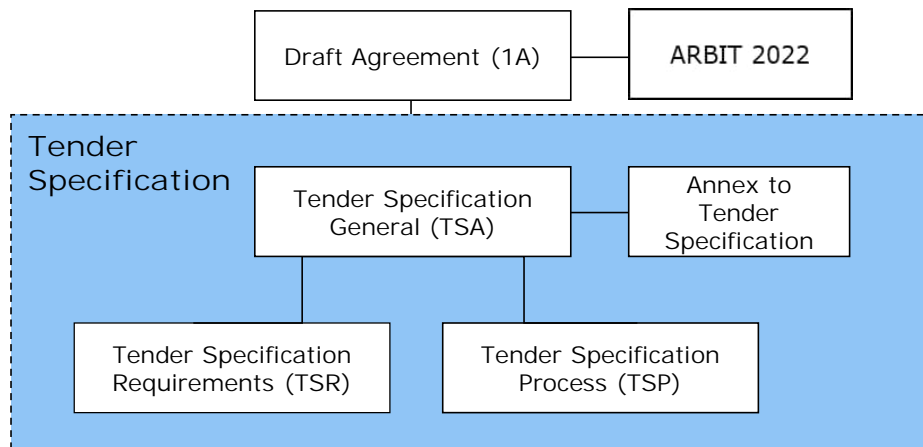 Draft Agreement (1A)
ARBIT 2022
Tender
Specification
Tender Specification
General (TSA)
Annex to
Tender
Specification
Tender Specification
Requirements (TSR)
Tender Specification
Process (TSP)